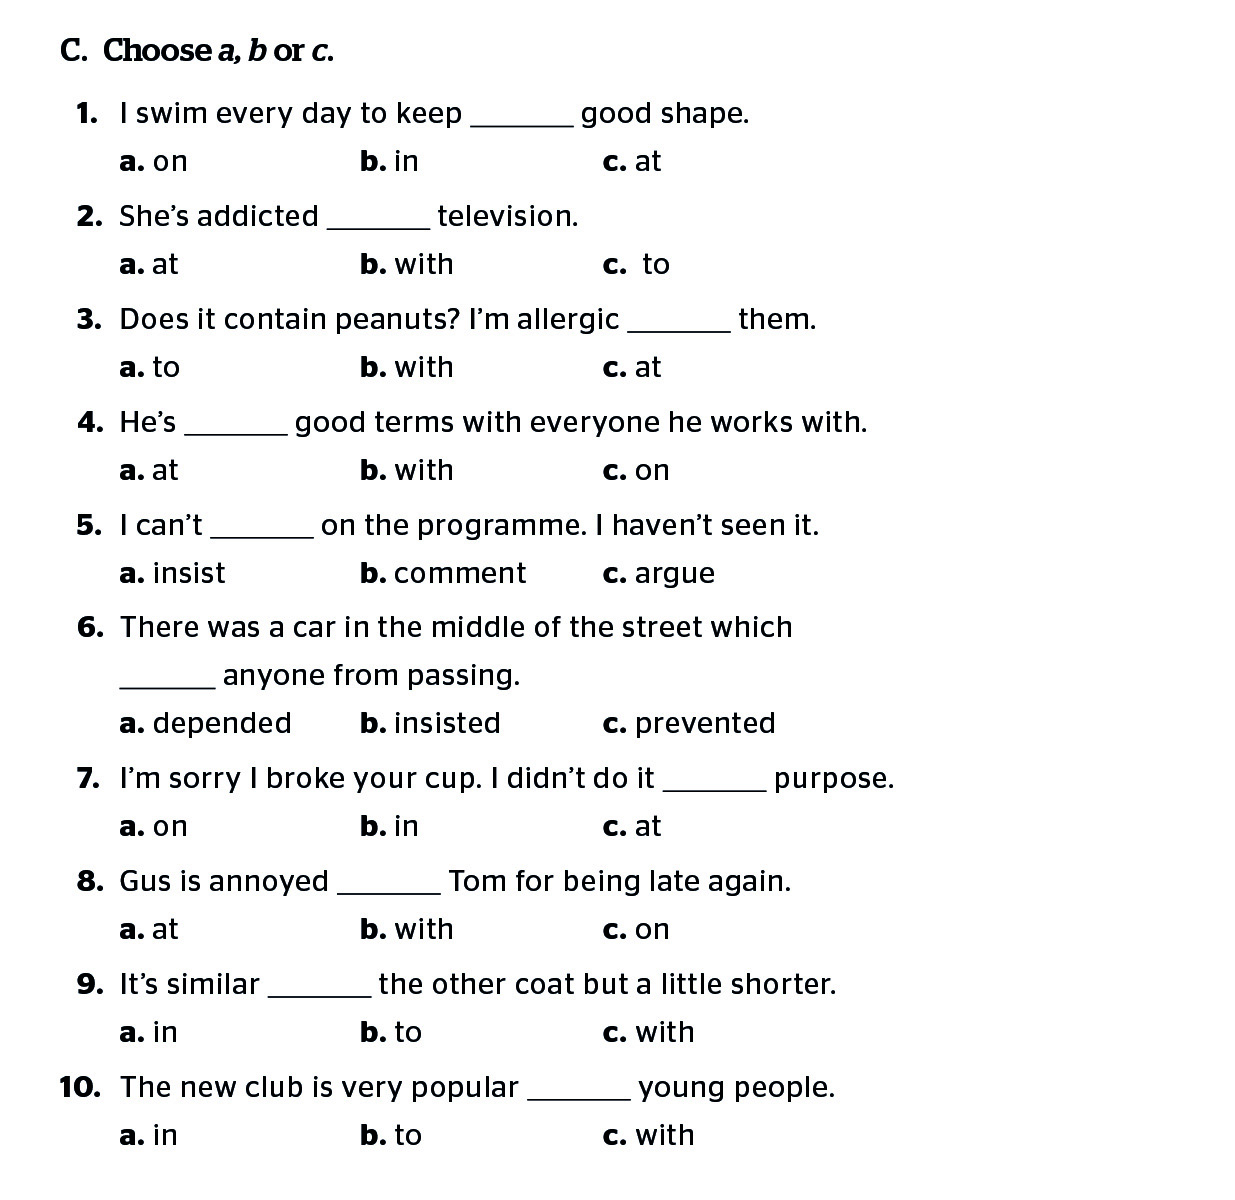 C. Choose a, b or c.
1. I swim every day to keep _______ good shape.
a. on b. in c. at
2. She’s addicted _______ television.
a. at b. with c. to
3. Does it contain peanuts? I’m allergic _______ them.
a. to b. with c. at
4. He’s _______ good terms with everyone he works with.
a. at b. with c. on
5. I can’t _______ on the programme. I haven’t seen it.
a. insist b. comment c. argue
6. There was a car in the middle of the street which
_______ anyone from passing.
a. depended b. insisted c. prevented
7. I’m sorry I broke your cup. I didn’t do it _______ purpose.
a. on b. in c. at
8. Gus is annoyed _______ Tom for being late again.
a. at b. with c. on
9. It’s similar _______ the other coat but a little shorter.
a. in b. to c. with
10. The new club is very popular _______ young people.
a. in b. to c. with